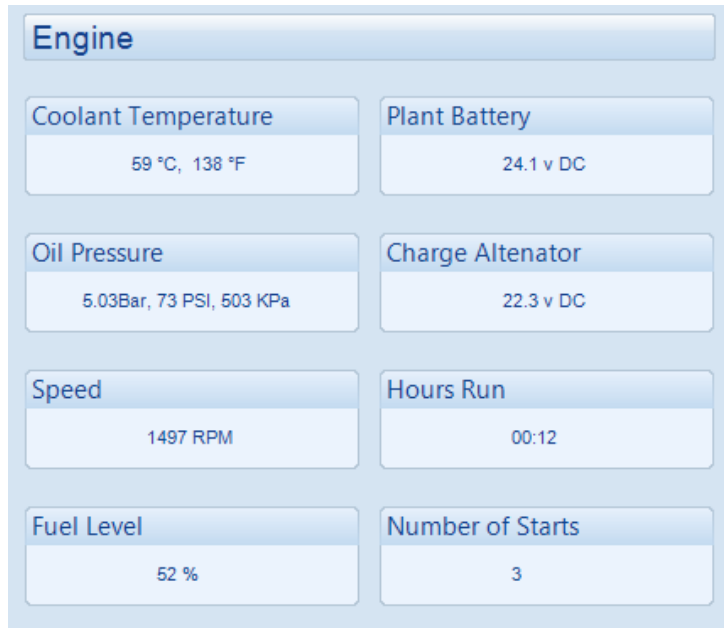 Engine
Coolant Temperature
59 °C,  138 °F
Plant Battery
24.1 v DC
Oil Pressure
5.03Bar, 73 PSI, 503 KPa
Charge Altenator
22.3 v DC
Speed
1497 RPM
Hours Run
00:12
Fuel Level
52 %
Number of Starts
3